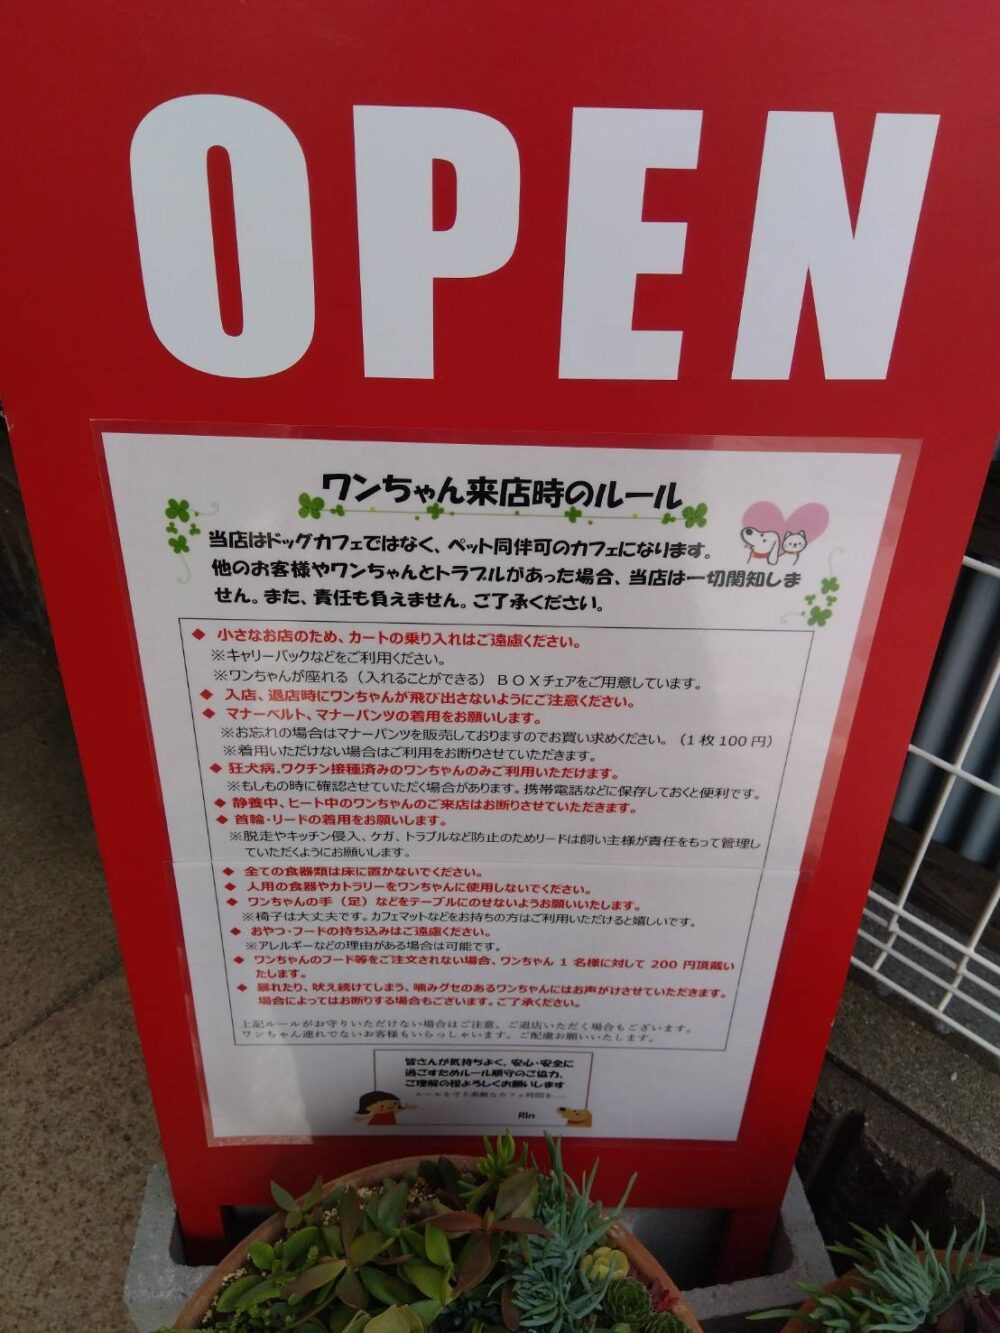 OPEN
ワンちゃん来店時のルール
当店はドッグカフェではなく、ペット同伴可のカフェになります。
他のお客様やワンちゃんとトラブルがあった場合、当店は一切関知しま
せん。また、責任も負えません。ご了承ください。
◆ 小さなお店のため、カートの乗り入れはご遠慮ください。
※キャリーバックなどをご利用ください。
※ワンちゃんが座れる（入れることができる）BOXチェアをご用意しています。
◆ 入店、退店時にワンちゃんが飛び出さないようにご注意ください。
◆ マナーベルト、マナーパンツの着用をお願いします。
※お忘れの場合はマナーパンツを販売しておりますのでお買い求めください。（1枚100円）
※着用いただけない場合はご利用をお断りさせていただきます。
◆ 狂犬病.ワクチン接種済みのワンちゃんのみご利用いただけます。
※もしもの時に確認させていただく場合があります。携帯電話などに保存しておくと便利です。
◆ 静養中、ヒート中のワンちゃんのご来店はお断りさせていただきます。
◆ 首輪・リードの着用をお願いします。
※脱走やキッチン侵入、ケガ、トラブルなど防止のためリードは飼い主様が責任をもって管理し
ていただくようにお願いします。
◆ 全ての食器類は床に置かないでください。
◆ 人用の食器やカトラリーをワンちゃんに使用しないでください。
◆ ワンちゃんの手（足）などをテーブルにのせないようお願いいたします。
※椅子は大丈夫です。カフェマットなどをお持ちの方はご利用いただけると嬉しいです。
◆ おやつ・フードの持ち込みはご遠慮ください。
※アレルギーなどの理由がある場合は可能です。
◆ ワンちゃんのフード等をご注文されない場合、ワンちゃん1名様に対して200円頂戴い
たします。
◆ 暴れたり、吠え続けてしまう、噛みグセのあるワンちゃんにはお声がけさせていただきます。
場合によってはお断りする場合もございます。ご了承ください。
上記ルールがお守りいただけない場合はご注意、ご退店いただく場合もございます。
ワンちゃん連れでないお客様もいらっしゃいます。ご配慮お願いいたします。
皆さんが気持ちよく、安心・安全に
過ごすためルール順守のご協力、
ご理解の程よろしくお願いします
ルールを守り素敵なカフェ時間を…
Rin